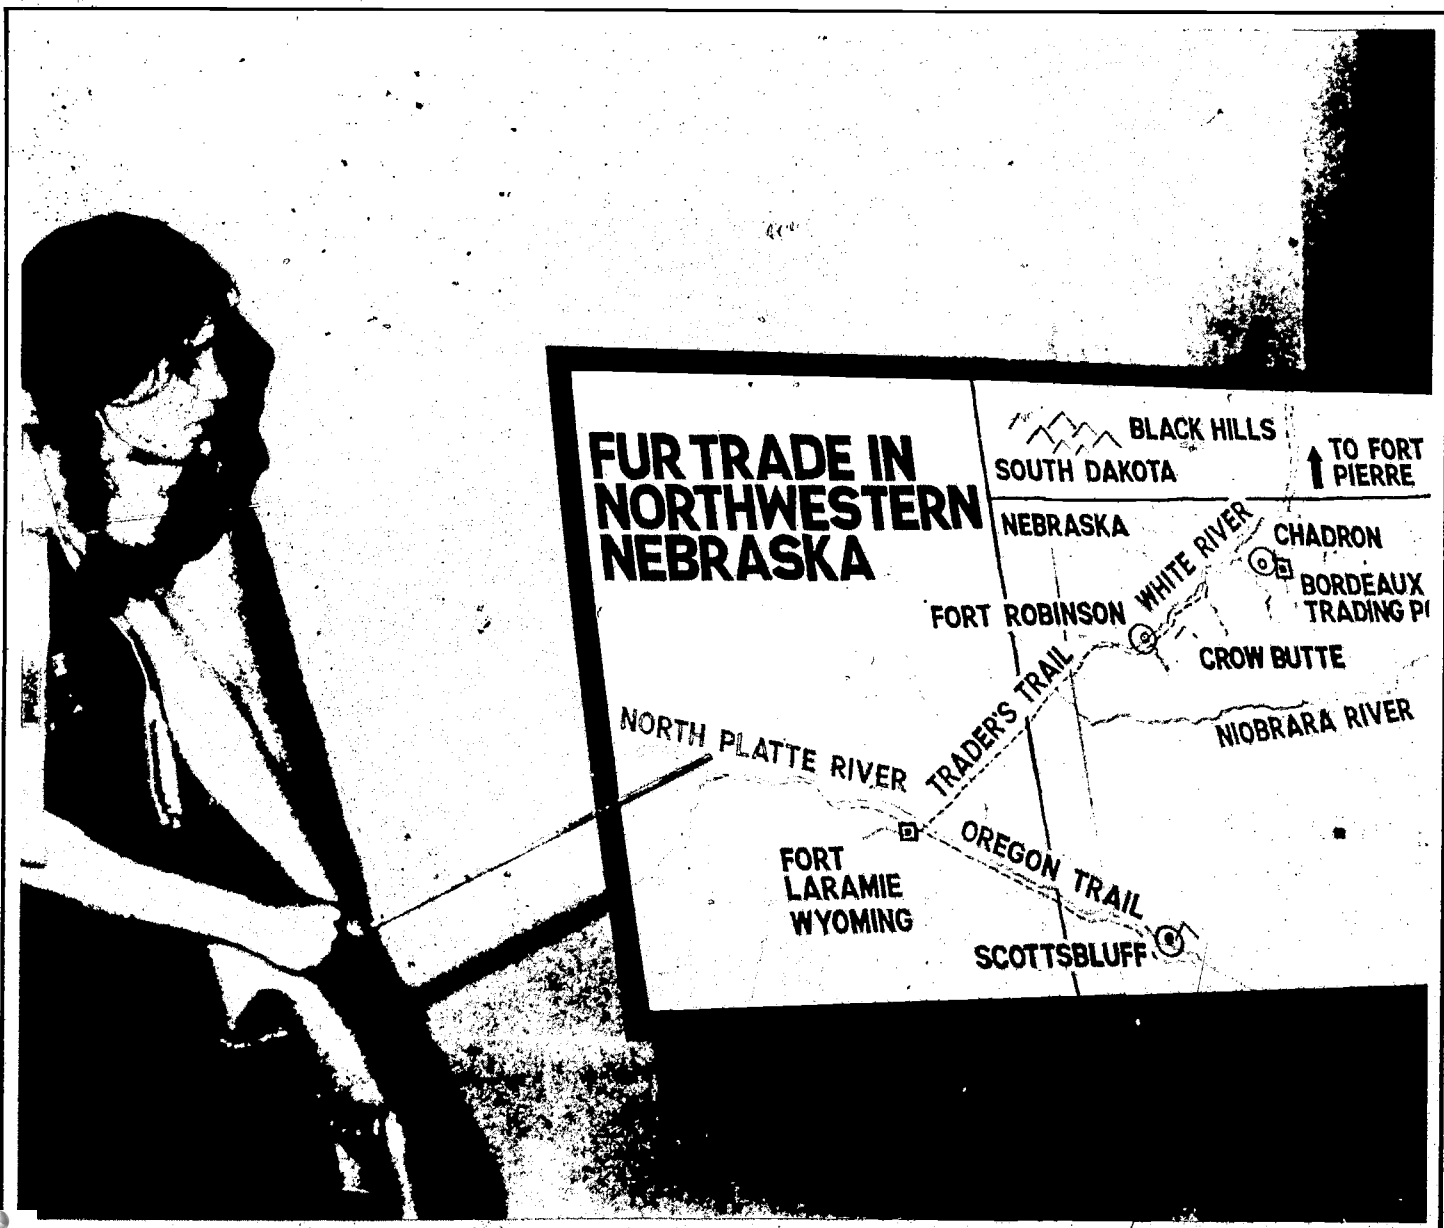 FUR TRADE IN
NORTHWESTERN
NEBRASKA
BLACK HILLS
SOUTH DAKOTA
TO FORT
PIERRE
NEBRASKA
WHITE RIVER
CHADRON
BORDEAUX
TRADING
FORT ROBINSON
CROW BUTTE
TRADER'S TRAIL
NIOBRARA RIVER
NORTH PLATTE RIVER
OREGON TRAIL
FORT
LARAMIE
WYOMING
SCOTTSBLUFF